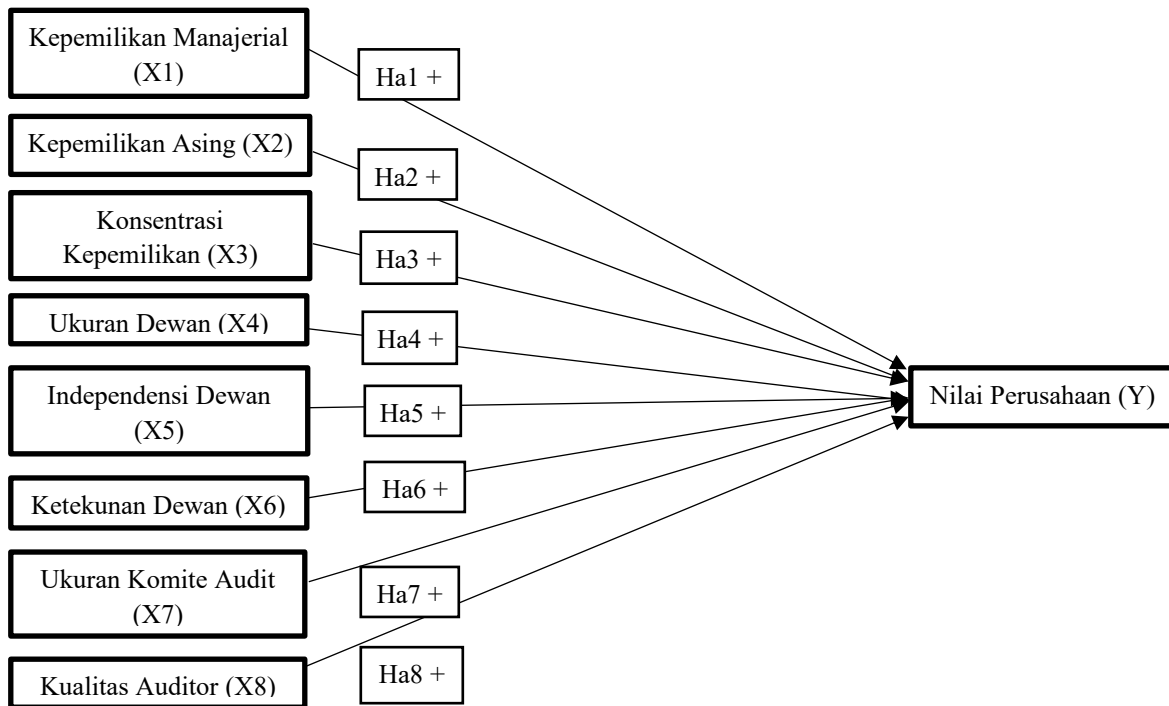 Kepemilikan Manajerial
(X1)
Ha1 +
Kepemilikan Asing (X2)
Ha2 +
Konsentrasi
Kepemilikan (X3)
Ha3 +
Ukuran Dewan (X4)
Ha4 +
Independensi Dewan
(X5)
Ha5 +
Nilai Perusahaan (Y)
Ketekunan Dewan (X6)
Ha6 +
Ukuran Komite Audit
(X7)
Ha7 +
Kualitas Auditor (X8)
Ha8 +